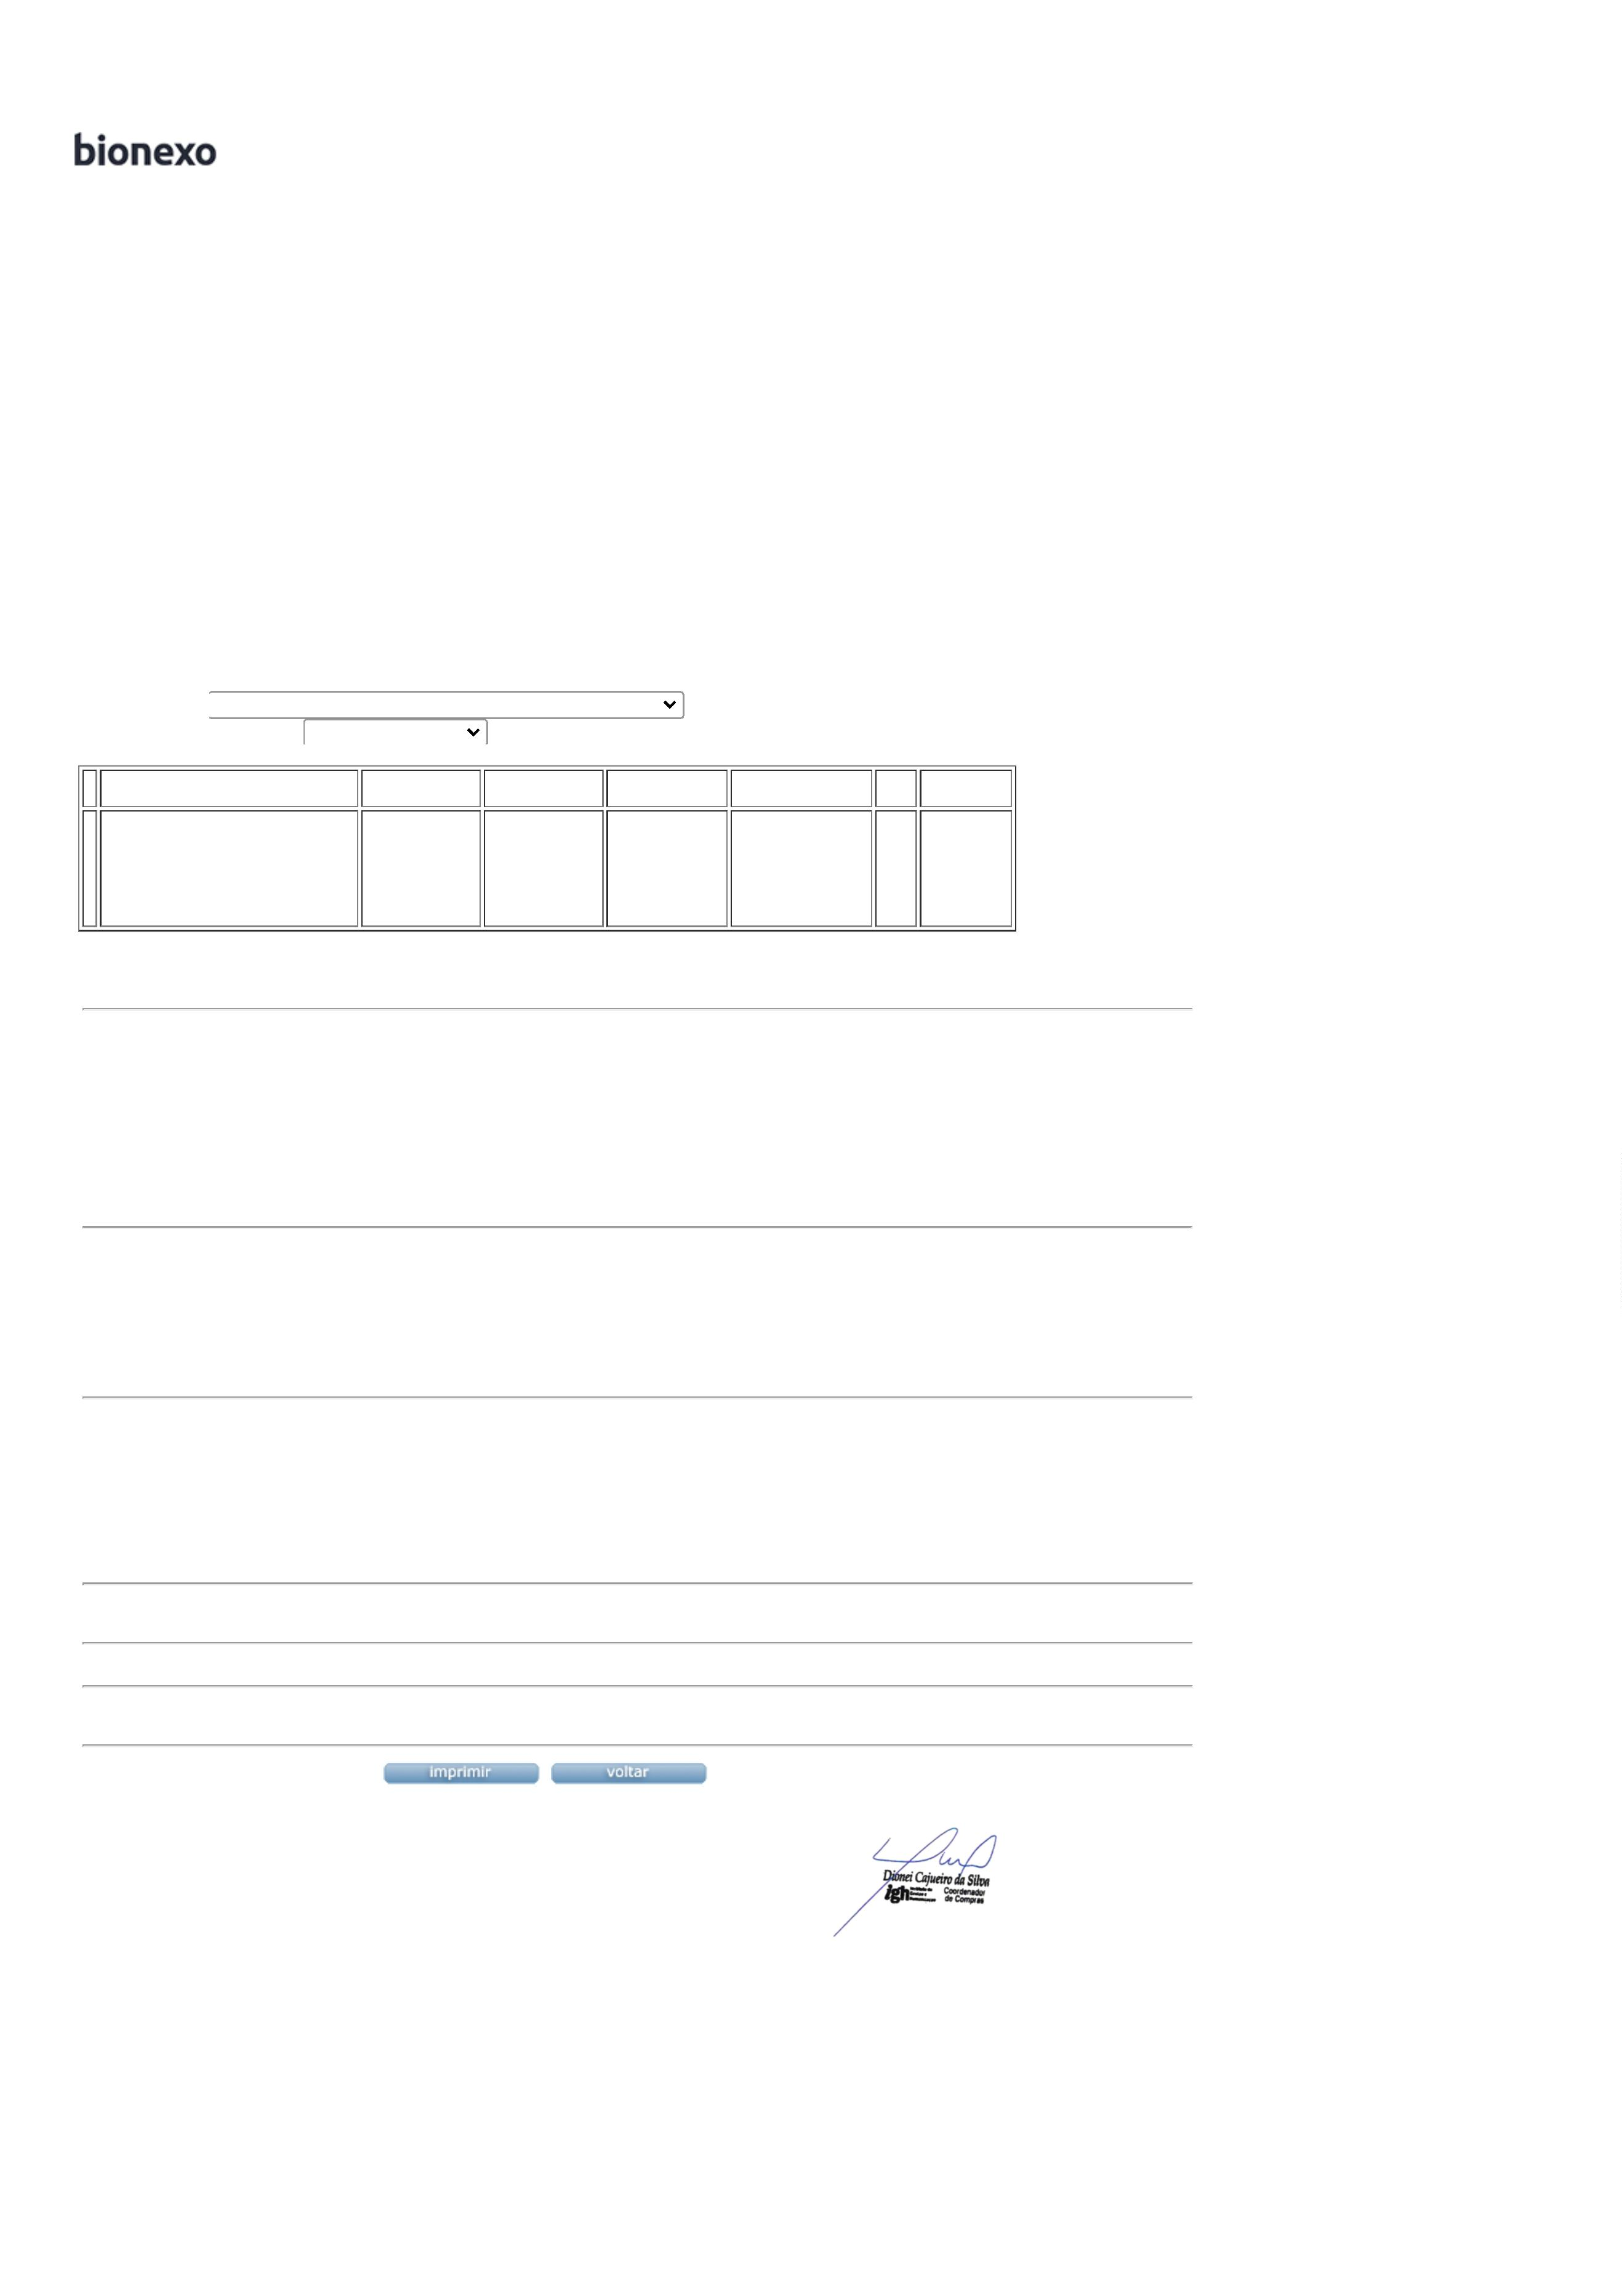 bionexo
imprimir voltar
Dionei Cajueiro da Silva
igh
Coordenador
de Compras